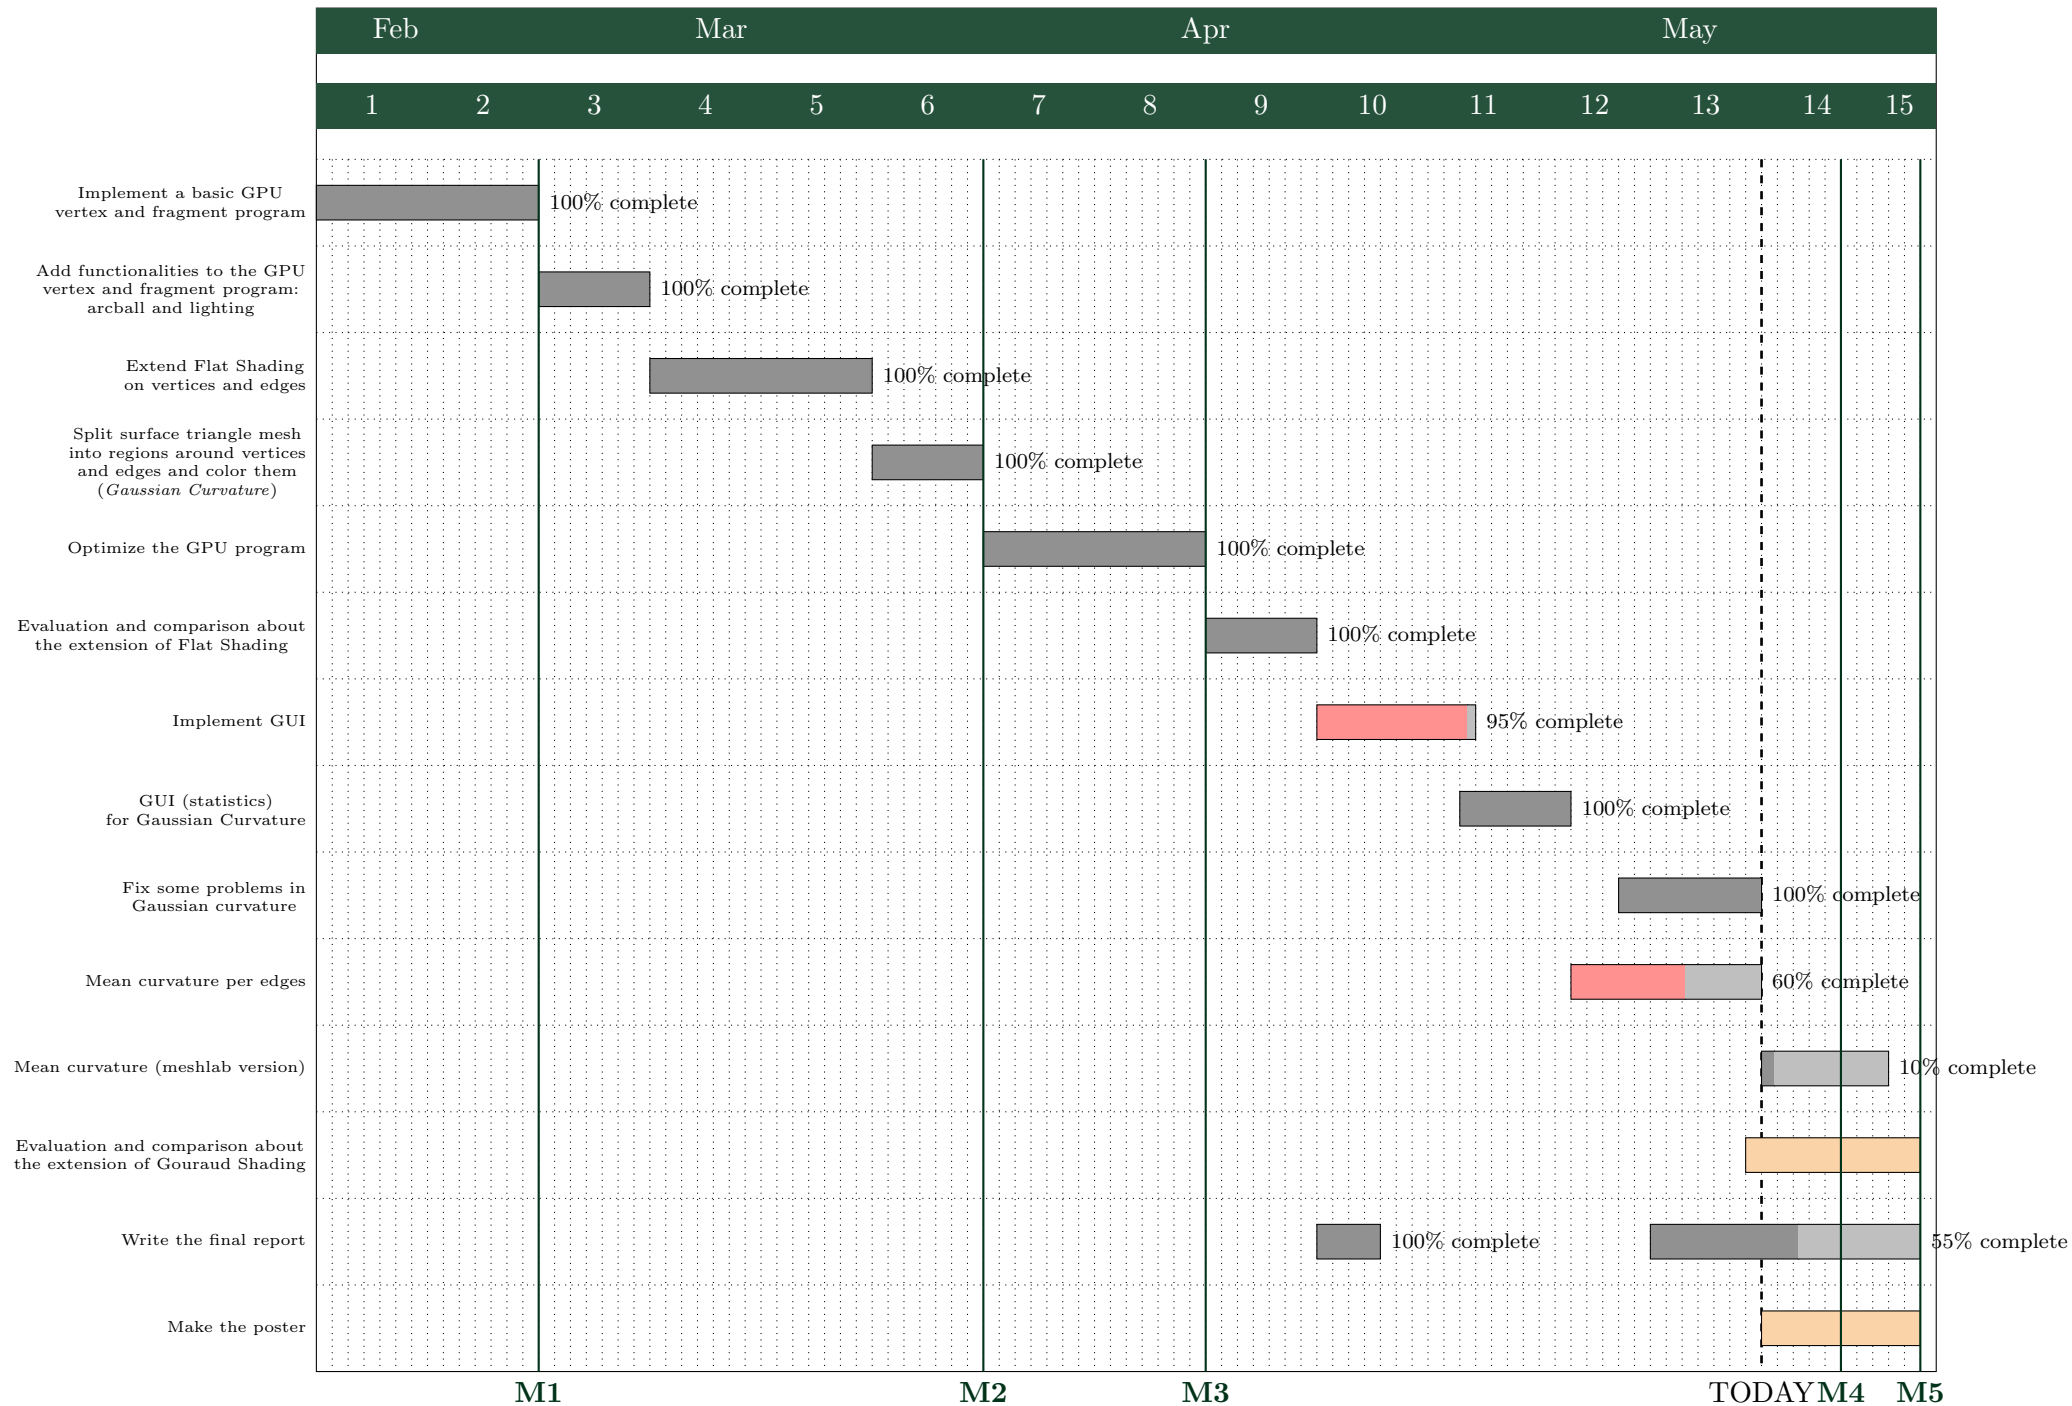 Feb Mar Apr May
1 2 3 4 5 6 7 8 9 10 11 12 13 14 15
Implement a basic GPU
vertex and fragment program
100% complete
Add functionalities to the GPU
vertex and fragment program:
arcball and lighting
100% complete
Extend Flat Shading
on vertices and edges
100% complete
Split surface triangle mesh
into regions around vertices
and edges and color them
(Gaussian Curvature)
100% complete
Optimize the GPU program
100% complete
Evaluation and comparison about
the extension of Flat Shading
100% complete
Implement GUI
95% complete
GUI (statistics)
for Gaussian Curvature
100% complete
Fix some problems in
Gaussian curvature
100% complete
Mean curvature per edges
60% complete
Mean curvature (meshlab version)
10% complete
Evaluation and comparison about
the extension of Gouraud Shading
Write the final report
100% complete
55% complete
Make the poster
M1 M2 M3 TODAY M4 M5